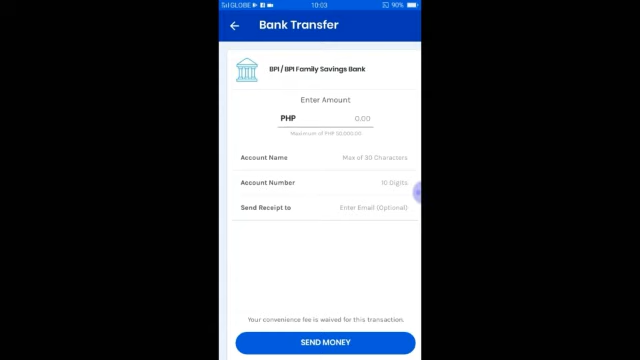 GLOBE
10:03
90%
Bank Transfer
BPI / BPI Family Savings Bank
Enter Amount
PHP 0.00
Maximum of PHP 50,000.00
Account Name Max of 30 Characters
Account Number 10 Digits
Send Receipt to Enter Email (Optional)
Your convenience fee is waived for this transaction.
SEND MONEY